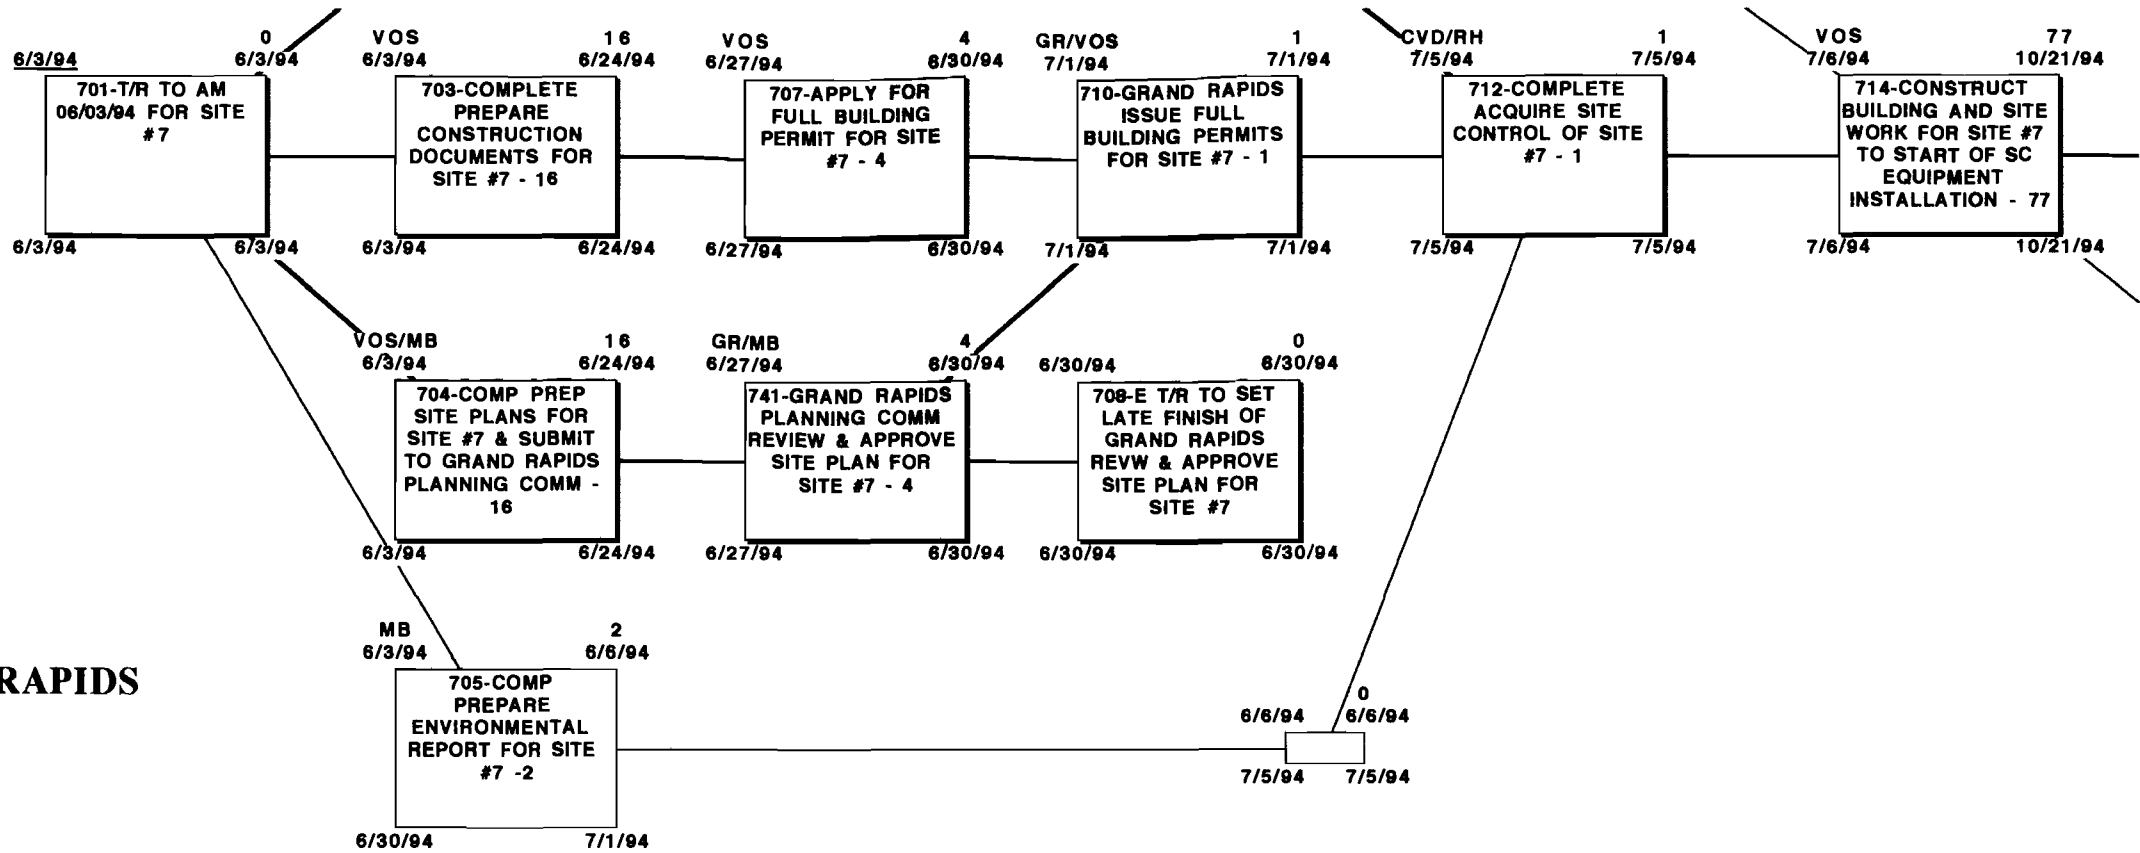 0
6/3/94 6/3/94
701-T/R TO AM
06/03/94 FOR SITE
#7
6/3/94 6/3/94
VOS 16
6/3/94 6/24/94
703-COMPLETE
PREPARE
CONSTRUCTION
DOCUMENTS FOR
SITE #7 - 16
6/3/94 6/24/94
VOS 4
6/27/94 6/30/94
707-APPLY FOR
FULL BUILDING
PERMIT FOR SITE
#7 - 4
6/27/94 6/30/94
GR/VOS 1
7/1/94 7/1/94
710-GRAND RAPIDS
ISSUE FULL
BUILDING PERMITS
FOR SITE #7 - 1
7/1/94 7/1/94
CVD/RH 1
7/5/94 7/5/94
712-COMPLETE
ACQUIRE SITE
CONTROL OF SITE
#7 - 1
7/5/94 7/5/94
VOS 77
7/6/94 10/21/94
714-CONSTRUCT
BUILDING AND SITE
WORK FOR SITE #7
TO START OF SC
EQUIPMENT
INSTALLATION - 77
7/6/94 10/21/94
VOS/MB 16
6/3/94 6/24/94
704-COMP PREP
SITE PLANS FOR
SITE #7 & SUBMIT
TO GRAND RAPIDS
PLANNING COMM -
16
6/3/94 6/24/94
GR/MB 4
6/27/94 6/30/94
741-GRAND RAPIDS
PLANNING COMM
REVIEW & APPROVE
SITE PLAN FOR
SITE #7 - 4
6/27/94 6/30/94
0
6/30/94 6/30/94
708-E T/R TO SET
LATE FINISH OF
GRAND RAPIDS
REVW & APPROVE
SITE PLAN FOR
SITE #7
6/30/94 6/30/94
RAPIDS
MB 2
6/3/94 6/6/94
705-COMP
PREPARE
ENVIRONMENTAL
REPORT FOR SITE
#7 -2
6/30/94 7/1/94
0
6/6/94 6/6/94
7/5/94 7/5/94